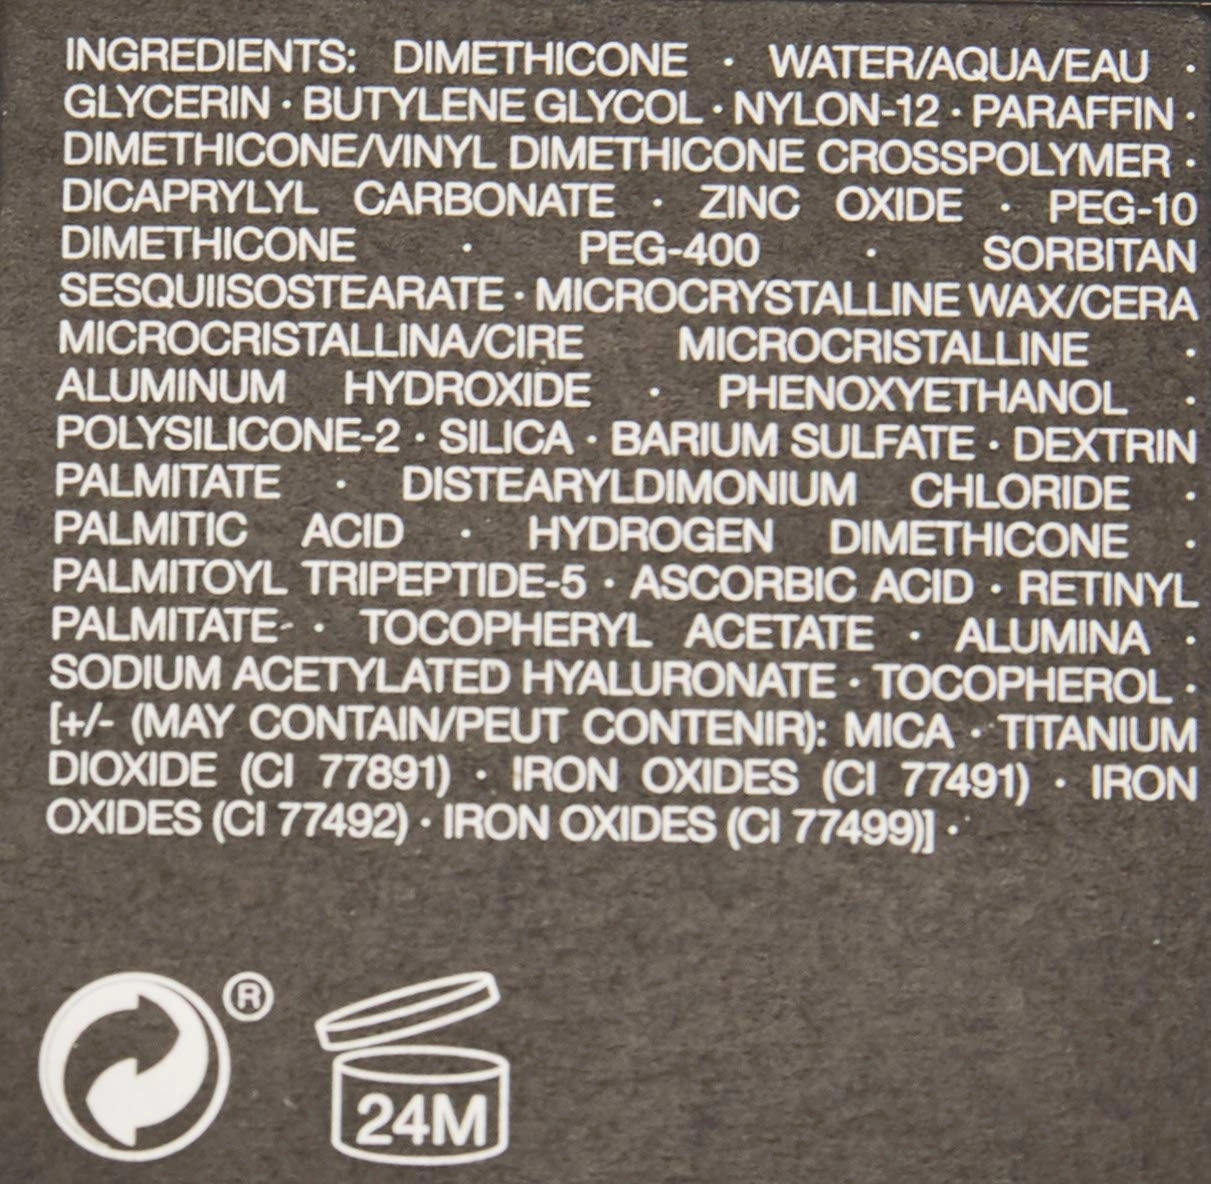 INGREDIENTS: DIMETHICONE · WATER/AQUA/EAU ·
GLYCERIN · BUTYLENE GLYCOL · NYLON-12 · PARAFFIN ·
DIMETHICONE/VINYL DIMETHICONE CROSSPOLYMER ·
DICAPRYLYL CARBONATE · ZINC OXIDE · PEG-10
DIMETHICONE · PEG-400 · SORBITAN
SESQUIISOSTEARATE · MICROCRYSTALLINE WAX/CERA
MICROCRISTALLINA/CIRE MICROCRISTALLINE ·
ALUMINUM HYDROXIDE · PHENOXYETHANOL ·
POLYSILICONE-2 · SILICA · BARIUM SULFATE · DEXTRIN
PALMITATE · DISTEARYLDIMONIUM CHLORIDE ·
PALMITIC ACID · HYDROGEN DIMETHICONE ·
PALMITOYL TRIPEPTIDE-5 · ASCORBIC ACID · RETINYL
PALMITATE · TOCOPHERYL ACETATE · ALUMINA ·
SODIUM ACETYLATED HYALURONATE · TOCOPHEROL ·
[+/- (MAY CONTAIN/PEUT CONTENIR): MICA · TITANIUM
DIOXIDE (CI 77891) · IRON OXIDES (CI 77491) · IRON
OXIDES (CI 77492) · IRON OXIDES (CI 77499)] ·
®
24M